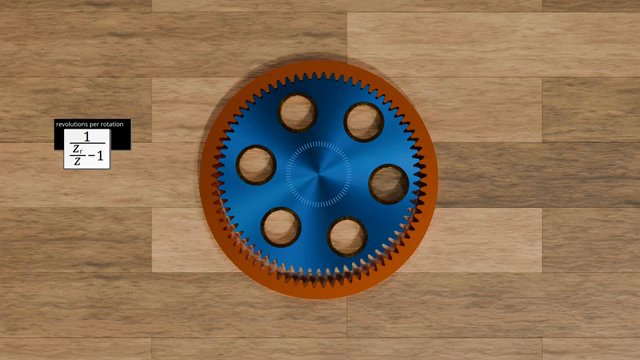 revolutions per rotation
1
Zr
Z −1